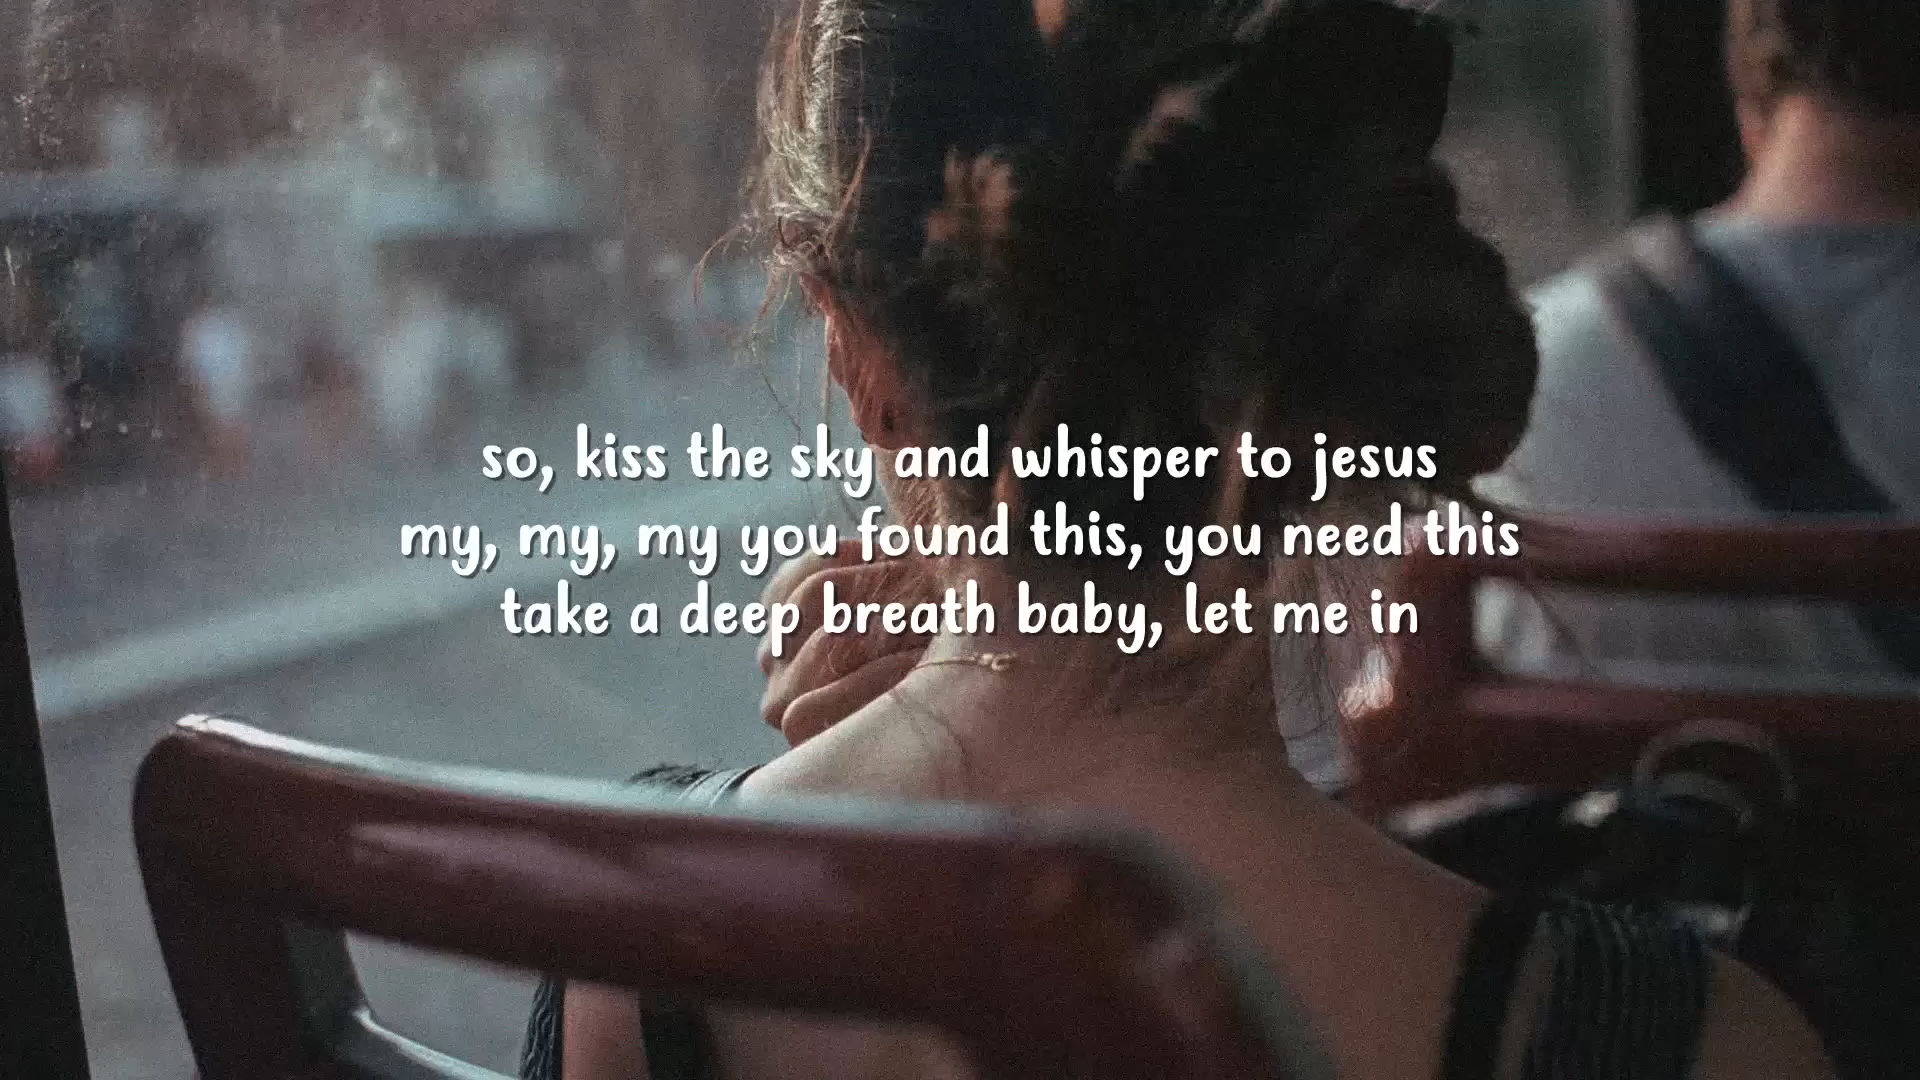 so, kiss the sky and whisper to jesus
my, my, my you found this, you need this
take a deep breath baby, let me in